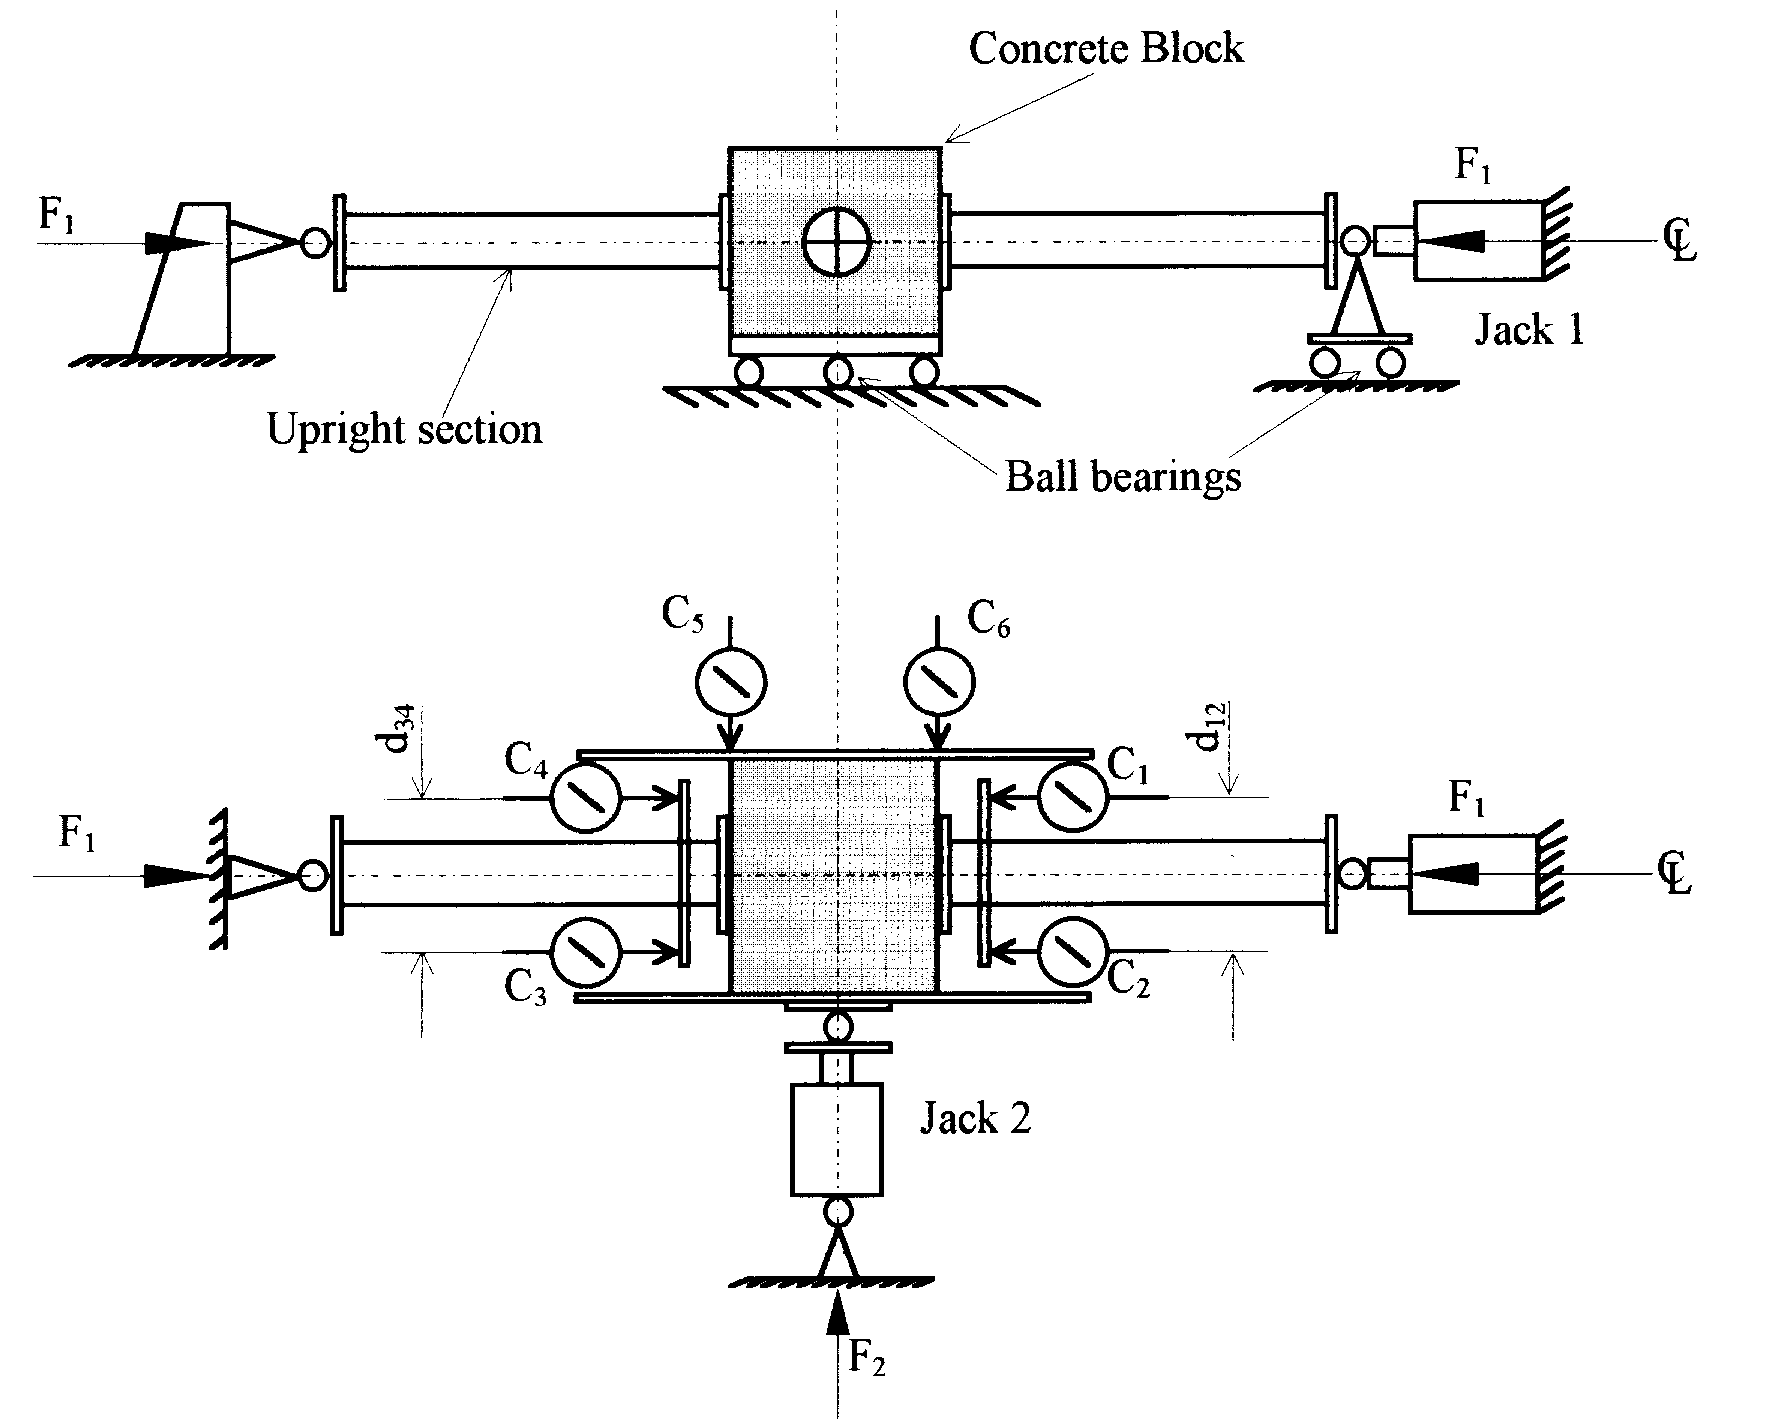 Concrete Block
F₁
F₁
℄
Jack 1
Upright section
Ball bearings
C₅
C₆
d₃₄
d₁₂
C₄
C₁
F₁
F₁
℄
C₃
C₂
Jack 2
F₂